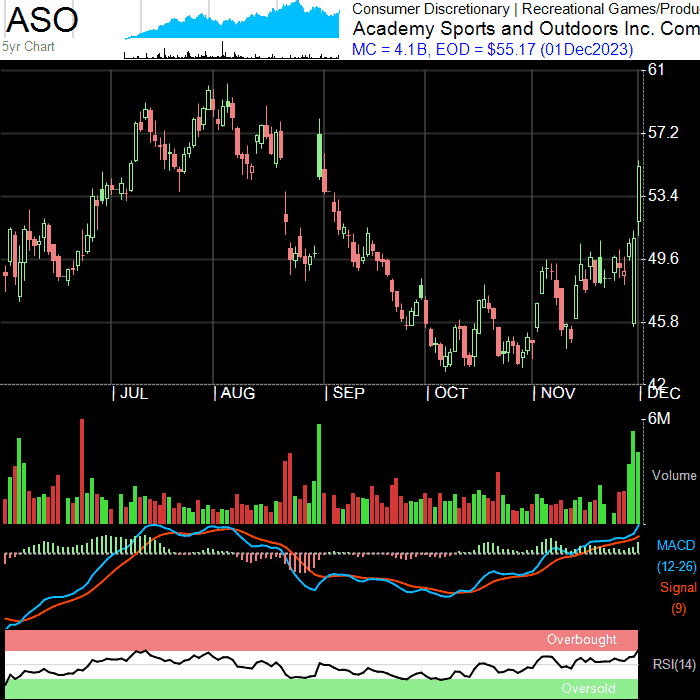 ASO
5yr Chart
Consumer Discretionary | Recreational Games/Produ
Academy Sports and Outdoors Inc. Com
MC = 4.1B, EOD = $55.17 (01Dec2023)
61
57.2
53.4
49.6
45.8
42
JUL AUG SEP OCT NOV DEC
6M
Volume
MACD
(12-26)
Signal
(9)
Overbought
RSI(14)
Oversold